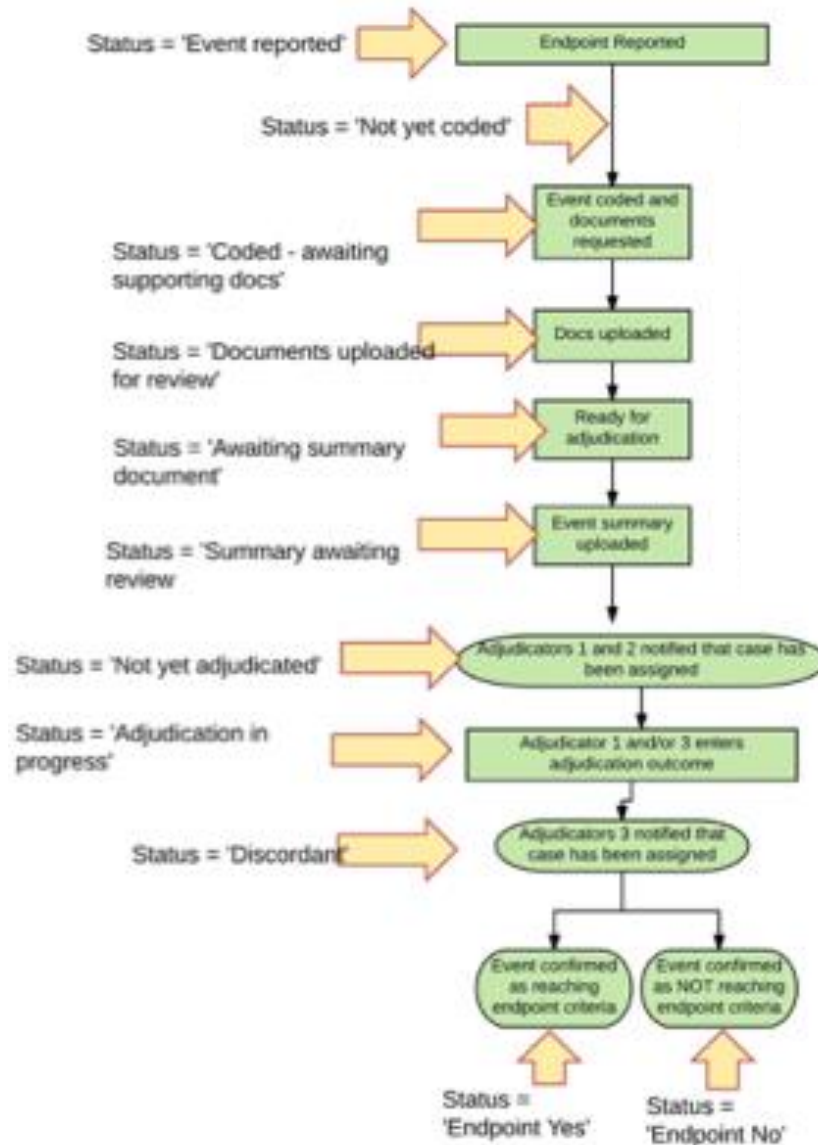 Status = 'Event reported'
Endpoint Reported
Status = 'Not yet coded'
Event coded and
documents
requested
Status = 'Coded - awaiting
supporting docs'
Docs uploaded
Status = 'Documents uploaded
for review'
Ready for
adjudication
Status = 'Awaiting summary
document'
Event summary
uploaded
Status = 'Summary awaiting
review
Adjudicators 1 and 2 notified that case has
been assigned
Status = 'Not yet adjudicated'
Status = 'Adjudication in
progress'
Adjudicator 1 and/or 3 enters
adjudication outcome
Adjudicators 3 notified that
case has been assigned
Status = 'Discordant'
Event confirmed
as reaching
endpoint criteria
Event confirmed
as NOT reaching
endpoint criteria
Status =
'Endpoint Yes'
Status =
'Endpoint No'